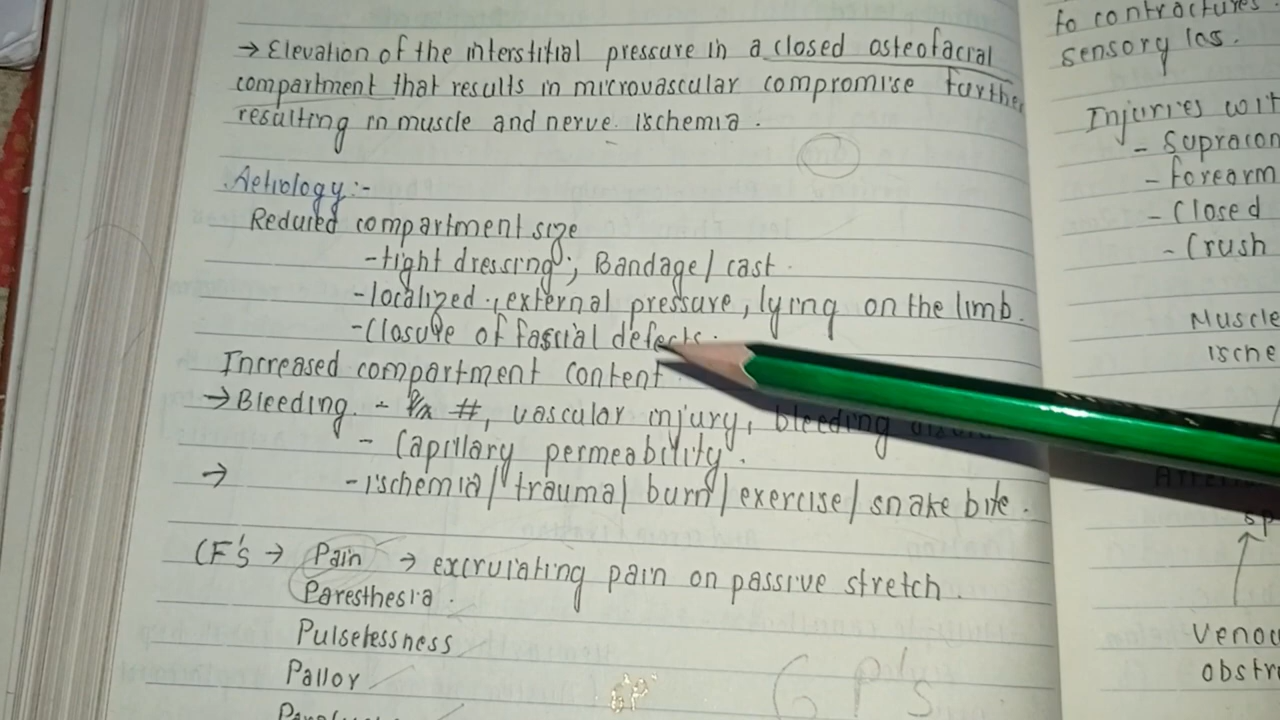 → Elevation of the interstitial pressure in a closed osteofacial
compartment that results in microvascular compromise further
resulting in muscle and nerve ischemia.
Aetiology:-
Reduced compartment size
- tight dressing, Bandage / cast.
- localized external pressure, lying on the limb.
- Closure of fascial defects.
Increased compartment content
→ Bleeding - #, vascular injury, bleeding
- Capillary permeability.
→ - ischemia / trauma / burn / exercise / snake bite.
CF's → Pain → excruiating pain on passive stretch.
Paresthesia.
Pulselessness
Pallor
6 P's
6 P's
to contractures.
sensory los.
Injuries
- Supracon
- Forearm
- Closed
- Crush
Muscle
ische
Venou
obstru